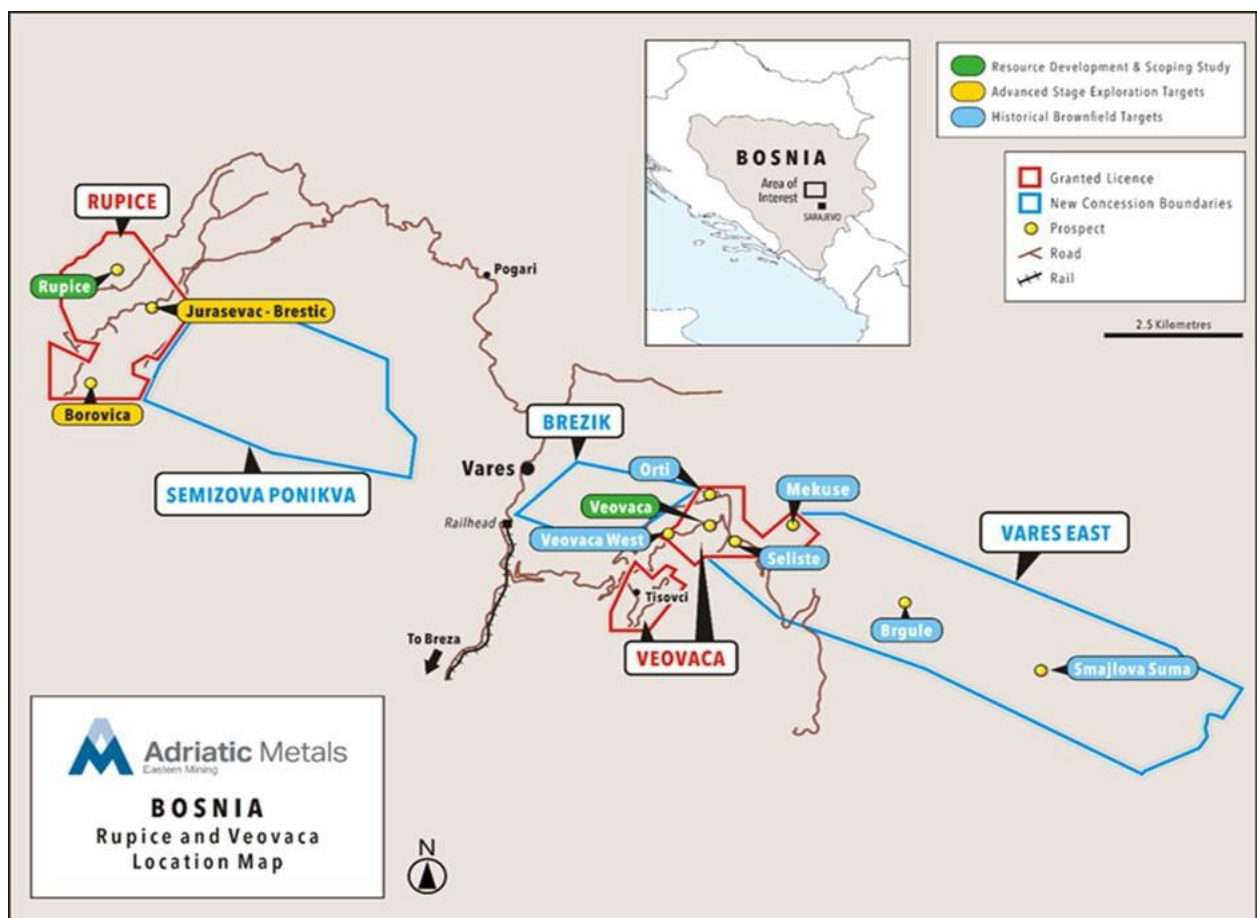 Resource Development & Scoping Study
Advanced Stage Exploration Targets
Historical Brownfield Targets
BOSNIA
Area of
Interest
SARAJEVO
Granted Licence
New Concession Boundaries
Prospect
Road
Rail
2.5 Kilometres
RUPICE
Rupice
Jurasevac - Brestic
Borovica
SEMIZOVA PONIKVA
Pogari
BREZIK
Vares
Orti
Mekuse
Veovaca
Railhead
Veovaca West
Seliste
VARES EAST
Tisovci
Brgule
To Breza
VEOVACA
Smajlova Suma
Adriatic Metals
Eastern Mining
BOSNIA
Rupice and Veovaca
Location Map
N